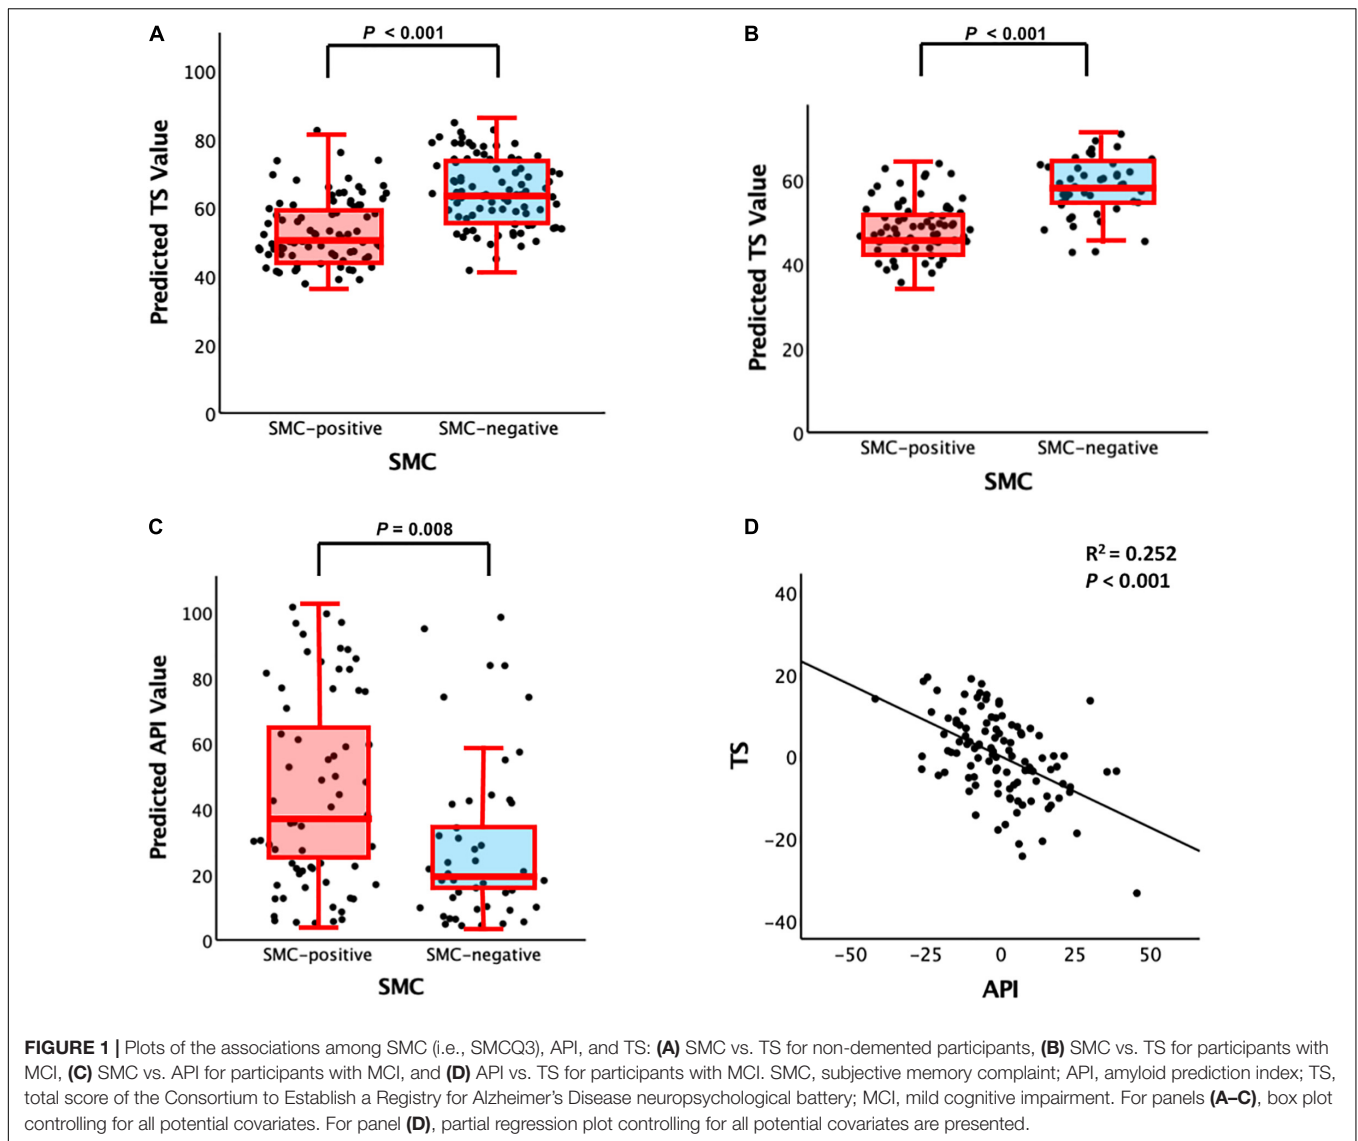 A
P < 0.001
Predicted TS Value
100
80
60
40
20
0
SMC-positive
SMC-negative
SMC
B
P < 0.001
Predicted TS Value
60
40
20
0
SMC-positive
SMC-negative
SMC
C
P = 0.008
Predicted API Value
100
80
60
40
20
0
SMC-positive
SMC-negative
SMC
D
R² = 0.252
P < 0.001
TS
40
20
0
−20
−40
−50
−25
0
25
50
API
FIGURE 1 | Plots of the associations among SMC (i.e., SMCQ3), API, and TS: (A) SMC vs. TS for non-demented participants, (B) SMC vs. TS for participants with
MCI, (C) SMC vs. API for participants with MCI, and (D) API vs. TS for participants with MCI. SMC, subjective memory complaint; API, amyloid prediction index; TS,
total score of the Consortium to Establish a Registry for Alzheimer's Disease neuropsychological battery; MCI, mild cognitive impairment. For panels (A–C), box plot
controlling for all potential covariates. For panel (D), partial regression plot controlling for all potential covariates are presented.